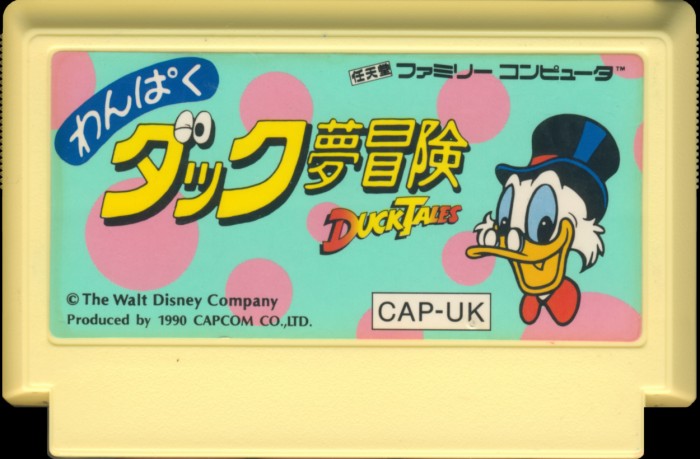 任天堂 ファミリー コンピュータ™
わんぱく
ダック夢冒険
DUCKTALES
© The Walt Disney Company
Produced by 1990 CAPCOM CO.,LTD.
CAP-UK